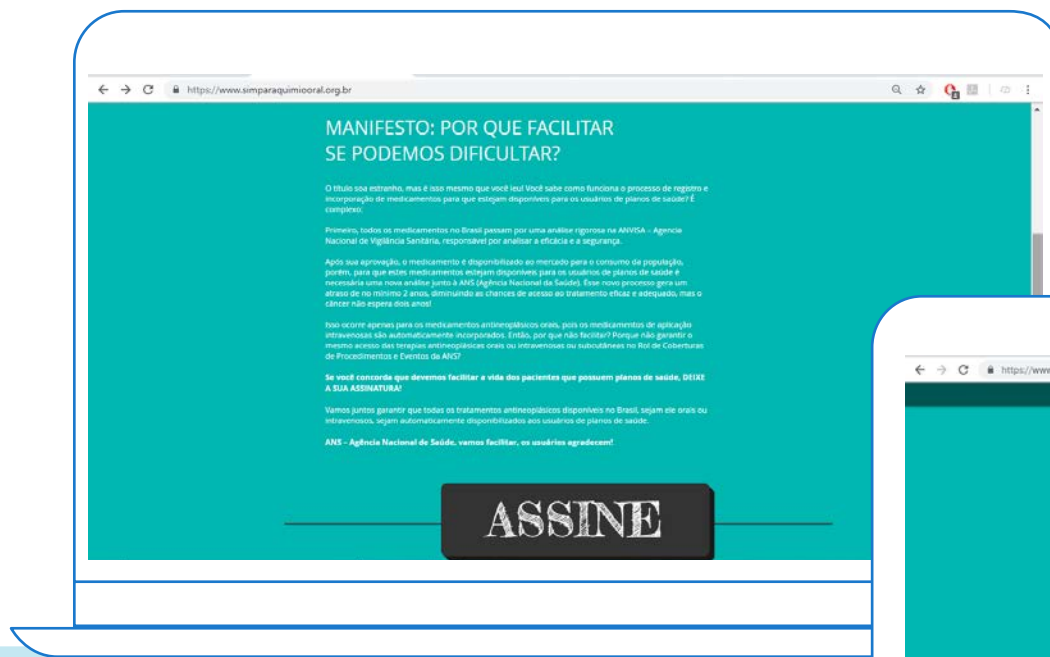 https://www.simparaquimiooral.org.br
MANIFESTO: POR QUE FACILITAR
SE PODEMOS DIFICULTAR?
O título soa estranho, mas é isso mesmo que você leu! Você sabe como funciona o processo de registro e
incorporação de medicamentos para que estejam disponíveis para os usuários de planos de saúde? É
complexo.
Primeiro, todos os medicamentos no Brasil passam por uma análise rigorosa na ANVISA – Agencia
Nacional de Vigilância Sanitária, responsável por analisar a eficácia e a segurança.
Após sua aprovação, o medicamento é disponibilizado ao mercado para o consumo da população,
porém, para que estes medicamentos estejam disponíveis para os usuários de planos de saúde é
necessária uma nova análise junto à ANS (Agência Nacional da Saúde). Esse novo processo gera um
atraso de no mínimo 2 anos, diminuindo as chances de acesso ao tratamento eficaz e adequado, mas o
câncer não espera dois anos!
Isso ocorre apenas para os medicamentos antineoplásicos orais, pois os medicamentos de aplicação
intravenosas são automaticamente incorporados. Então, por que não facilitar? Porque não garantir o
mesmo acesso das terapias antineoplásicas orais ou intravenosas ou subcutâneas no Rol de Coberturas
de Procedimentos e Eventos da ANS?
Se você concorda que devemos facilitar a vida dos pacientes que possuem planos de saúde, DEIXE
A SUA ASSINATURA!
Vamos juntos garantir que todas os tratamentos antineoplásicos disponíveis no Brasil, sejam ele orais ou
intravenosos, sejam automaticamente disponibilizados aos usuários de planos de saúde.
ANS – Agência Nacional de Saúde, vamos facilitar, os usuários agradecem!
ASSINE
https://www